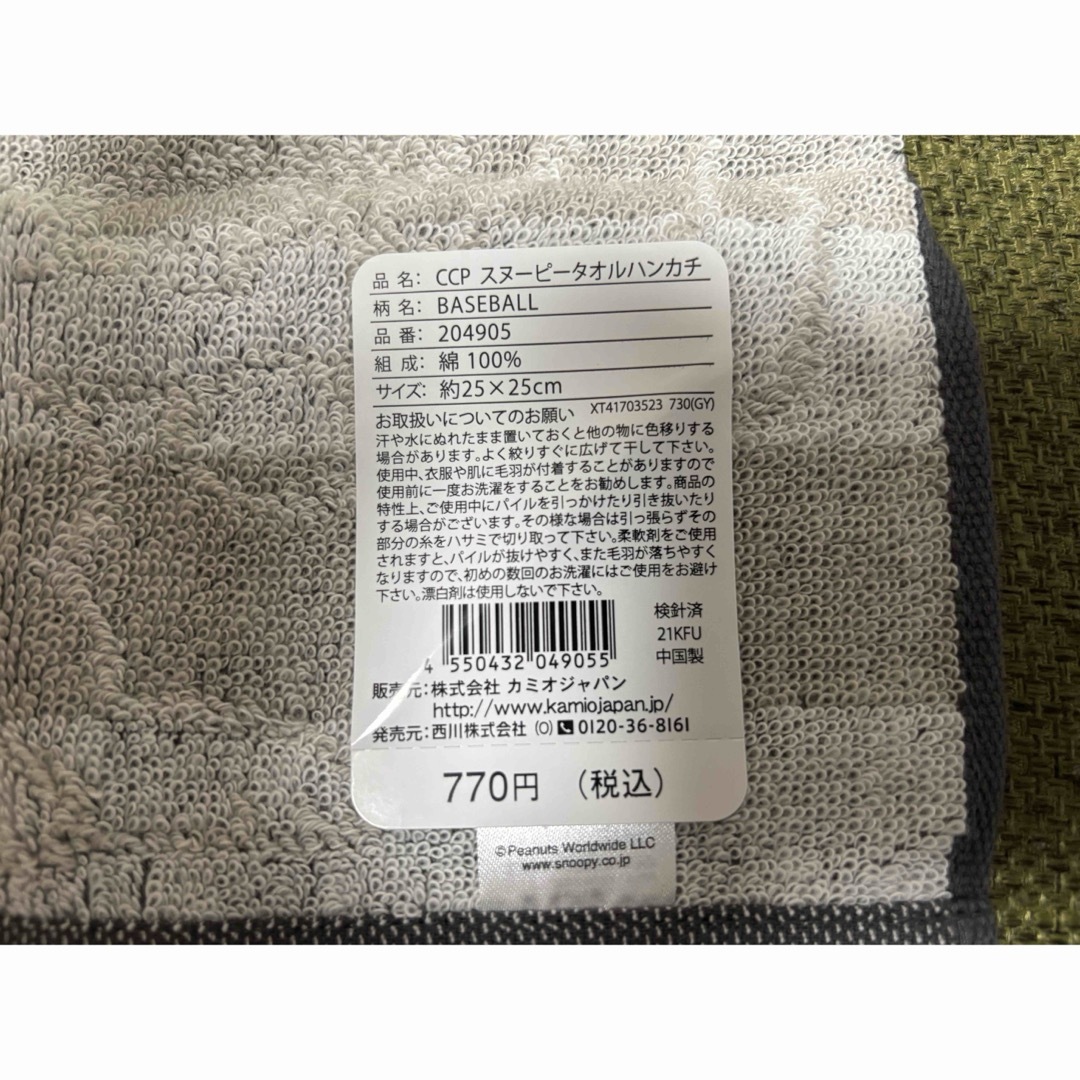 品 名: CCP スヌーピータオルハンカチ
柄 名: BASEBALL
品 番: 204905
組 成: 綿 100%
サイズ: 約25×25cm
お取扱いについてのお願い XT41703523 730(GY)
汗や水にぬれたまま置いておくと他の物に色移りする
場合があります。よく絞りすぐに広げて干して下さい。
使用中、衣服や肌に毛羽が付着することがありますので
使用前に一度お洗濯をすることをお勧めします。商品の
特性上、ご使用中にパイルを引っかけたり引き抜いたり
する場合がございます。その様な場合は引っ張らずその
部分の糸をハサミで切り取って下さい。柔軟剤をご使用
されますと、パイルが抜けやすく、また毛羽が落ちやすく
なりますので、初めの数回のお洗濯にはご使用をお避け
下さい。漂白剤は使用しないで下さい。
検針済
21KFU
中国製
4 550432 049055
販売元: 株式会社 カミオジャパン
http://www.kamiojapan.jp/
発売元: 西川株式会社 (O) 0120-36-8161
770円 (税込)
©Peanuts Worldwide LLC
www.snoopy.co.jp